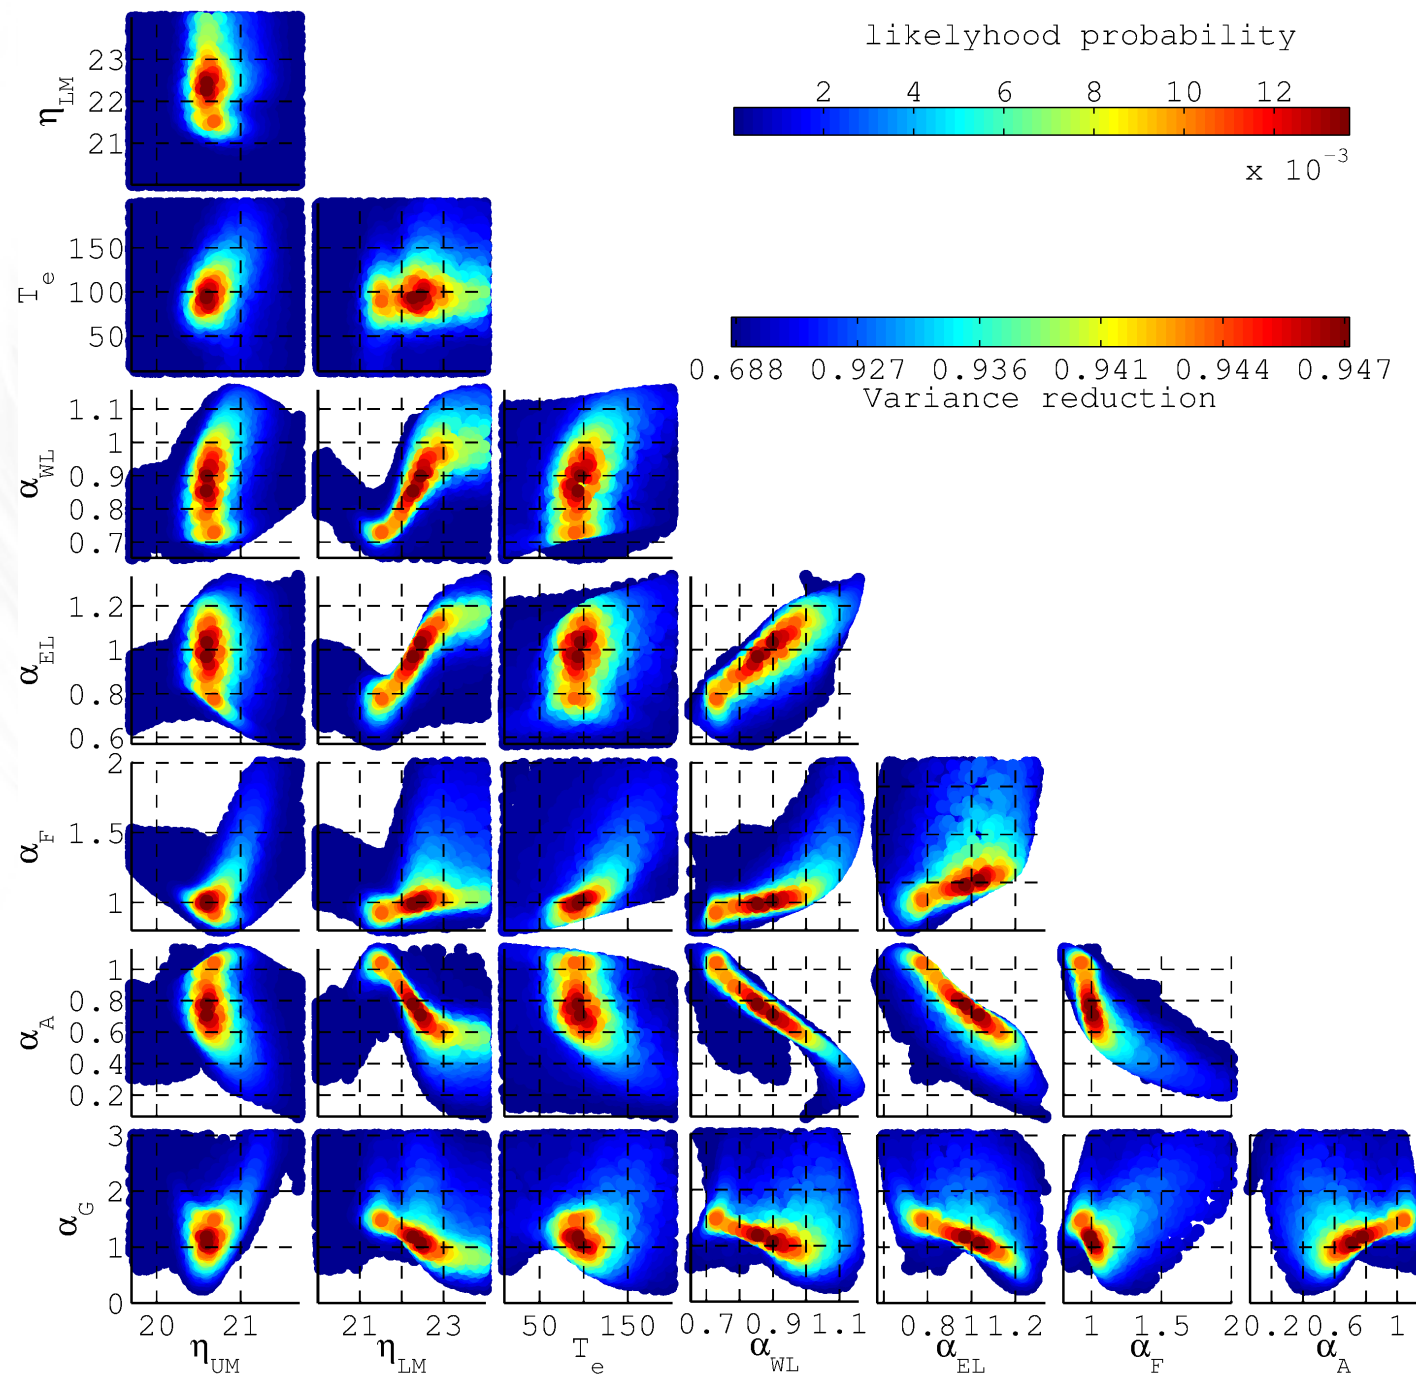 likelyhood probability
2 4 6 8 10 12
x 10⁻³
0.688 0.927 0.936 0.941 0.944 0.947
Variance reduction
η_LM
23
22
21
T_e
150
100
50
α_WL
1.1
1
0.9
0.8
0.7
α_EL
1.2
1
0.8
0.6
α_F
2
1.5
1
α_A
1
0.8
0.6
0.4
0.2
α_G
3
2
1
0
20 21 21 23 50 150 0.7 0.9 1.1 0.8 1 1.2 1 1.5 2 0.2 0.6 1
η_UM η_LM T_e α_WL α_EL α_F α_A